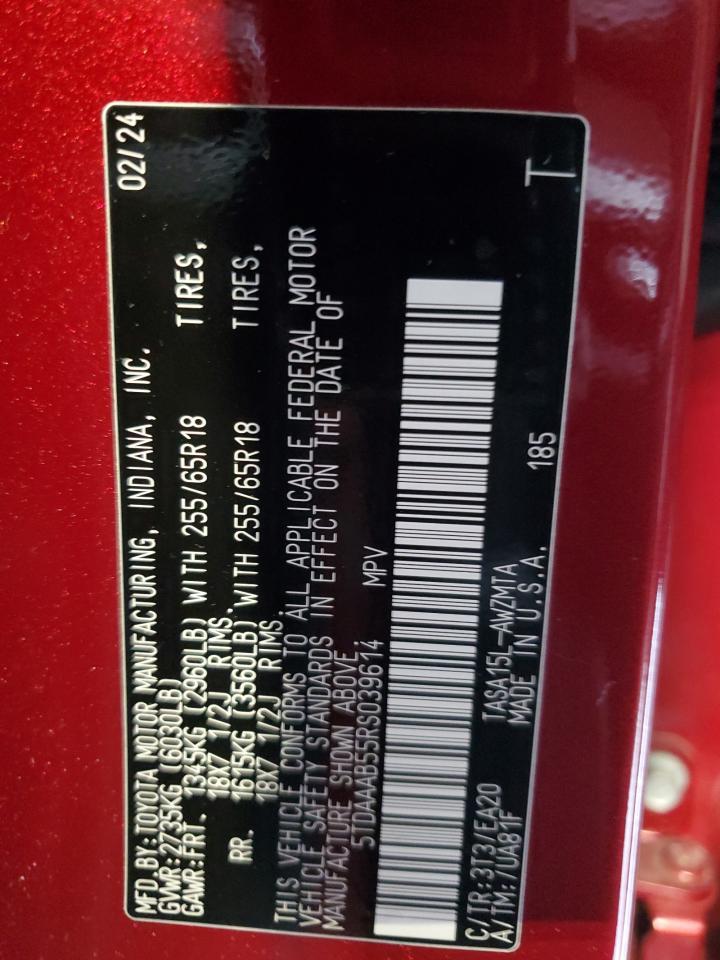 MFD.BY:TOYOTA MOTOR MANUFACTURING, INDIANA, INC. 02/24
GVWR:2735KG (6030LB)
GAWR:FRT. 1345KG (2960LB) WITH 255/65R18 TIRES,
18X7 1/2J RIMS.
RR. 1615KG (3560LB) WITH 255/65R18 TIRES,
18X7 1/2J RIMS.
THIS VEHICLE CONFORMS TO ALL APPLICABLE FEDERAL MOTOR
VEHICLE SAFETY STANDARDS IN EFFECT ON THE DATE OF
MANUFACTURE SHOWN ABOVE.
5TDAAAB55RS039614 MPV
C/TR:3T3/EA20 TASA15L-AWZMTA 185 T
A/TM:/UA81F MADE IN U.S.A.